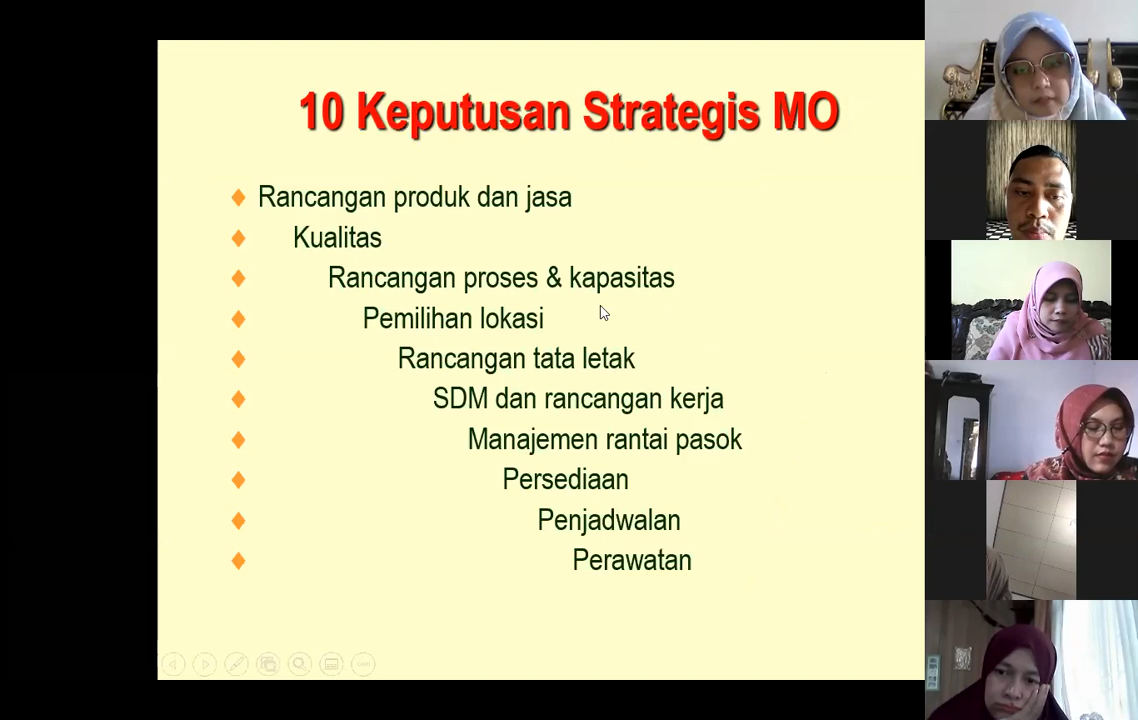 10 Keputusan Strategis MO
Rancangan produk dan jasa
Kualitas
Rancangan proses & kapasitas
Pemilihan lokasi
Rancangan tata letak
SDM dan rancangan kerja
Manajemen rantai pasok
Persediaan
Penjadwalan
Perawatan